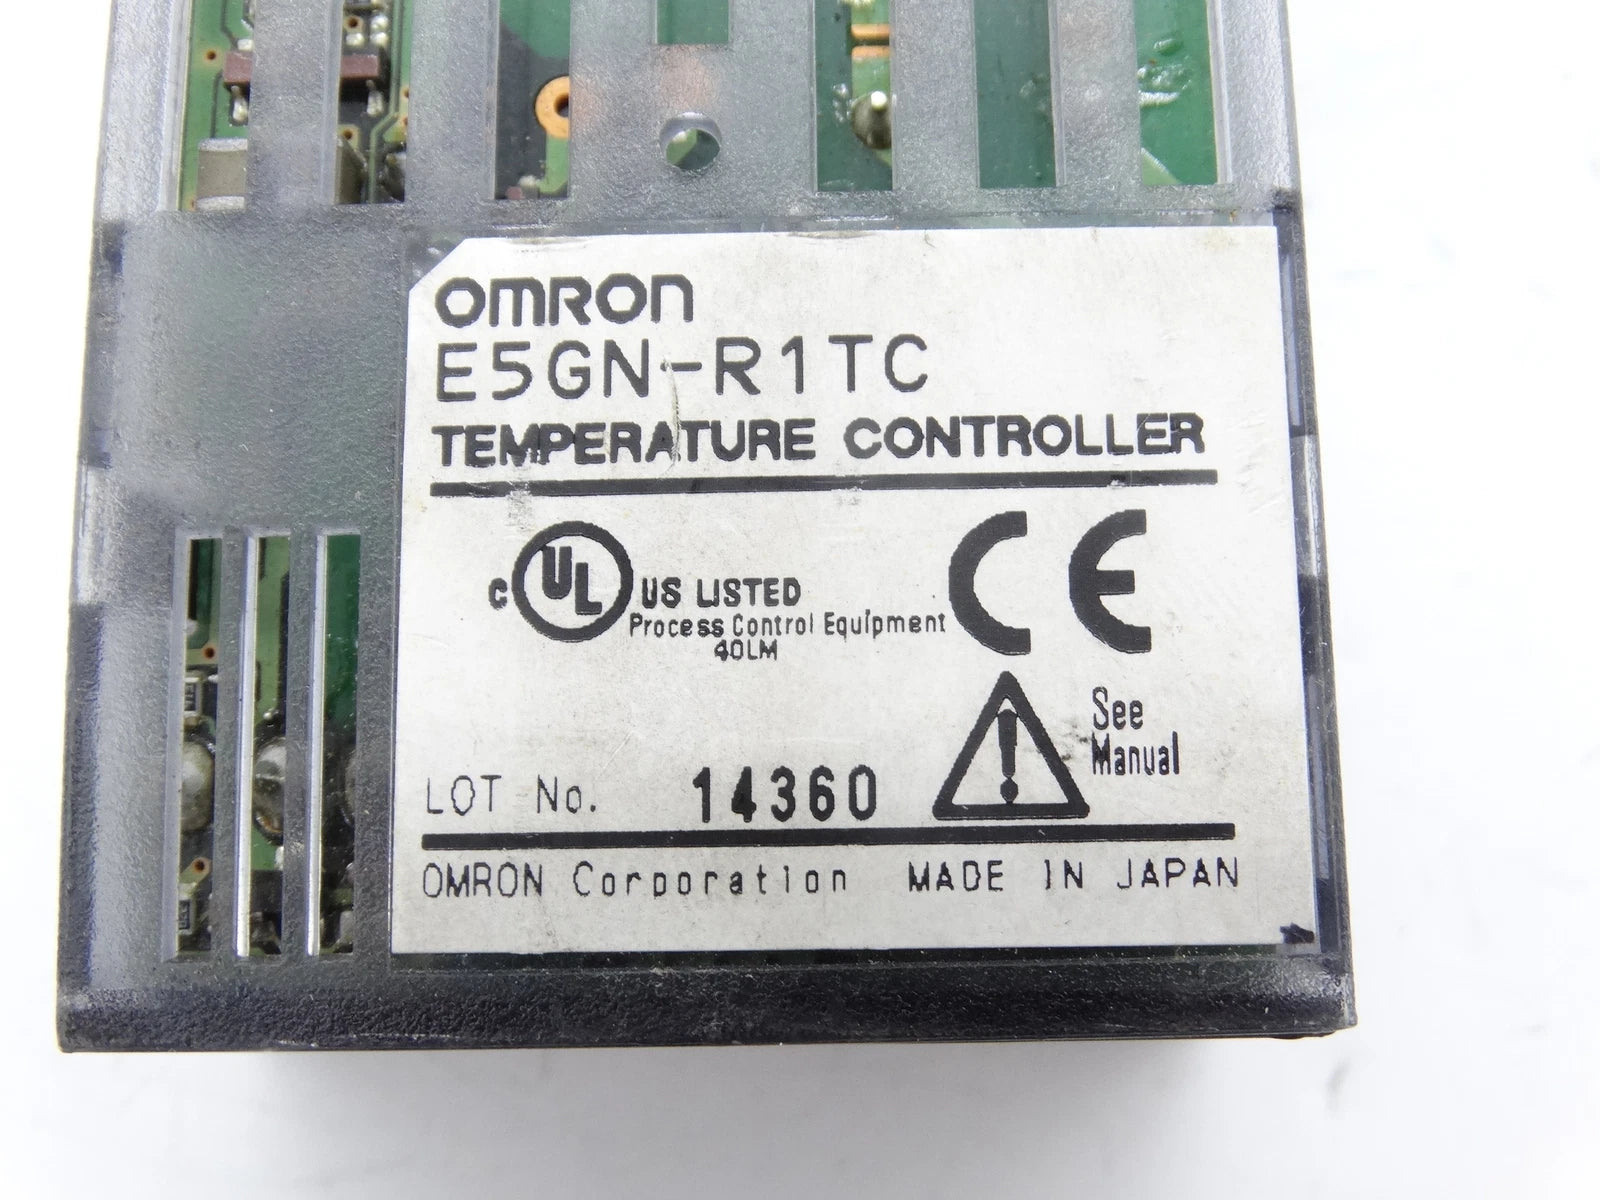 OMRON
E5GN-R1TC
TEMPERATURE CONTROLLER
C UL US LISTED
Process Control Equipment
40LM
CE
See
Manual
LOT No. 14360
OMRON Corporation MADE IN JAPAN